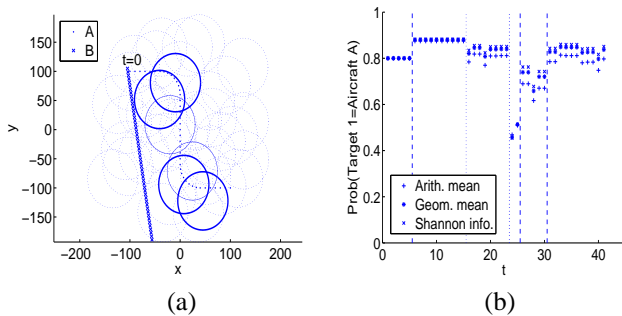 A
B
t=0
100
150
50
0
−50
−100
−150
−200
−100
0
100
200
y
x
(a)
Prob(Target 1=Aircraft A)
1
0.8
0.6
0.4
0.2
0
Arith. mean
Geom. mean
Shannon info.
0
10
20
30
40
t
(b)